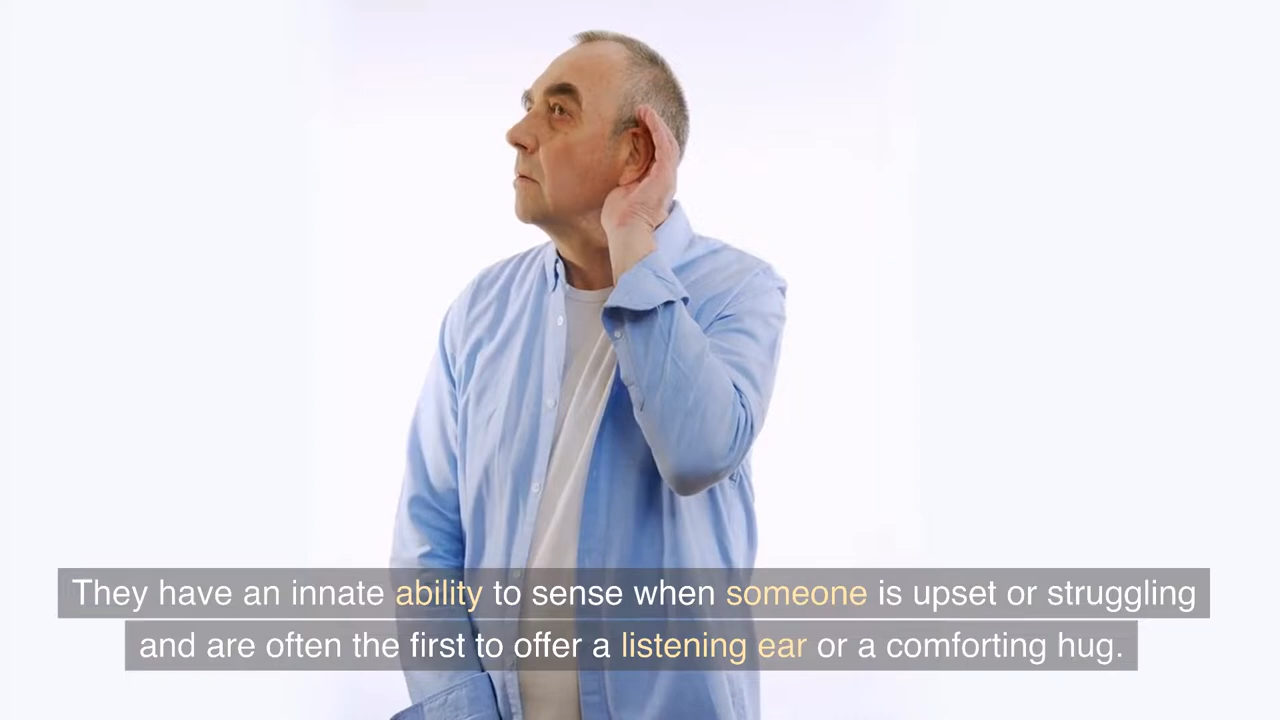 They have an innate ability to sense when someone is upset or struggling
and are often the first to offer a listening ear or a comforting hug.